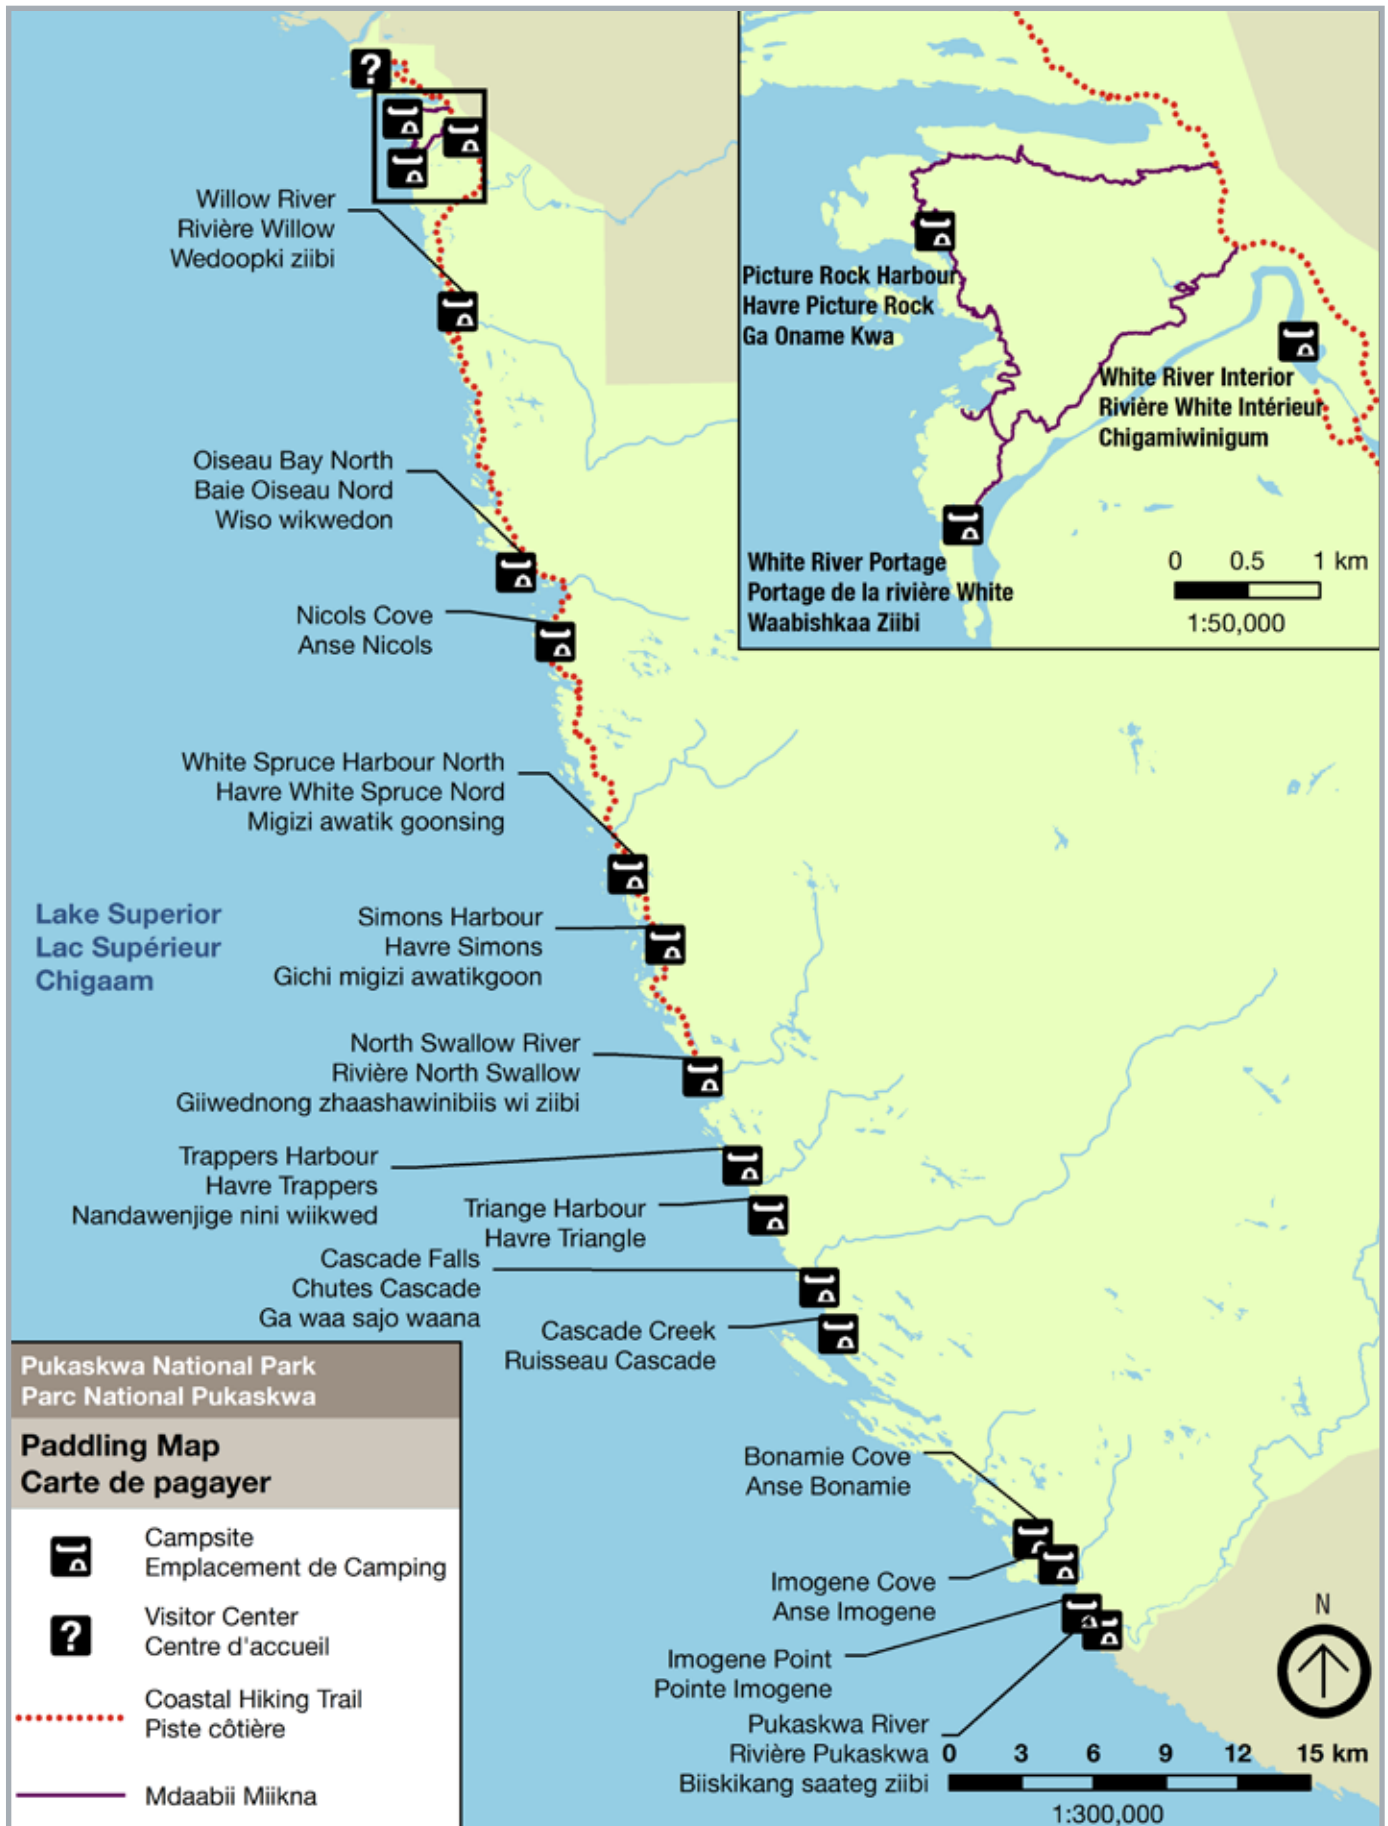 ?
Willow River
Rivière Willow
Wedoopki ziibi
Oiseau Bay North
Baie Oiseau Nord
Wiso wikwedon
Nicols Cove
Anse Nicols
White Spruce Harbour North
Havre White Spruce Nord
Migizi awatik goonsing
Lake Superior
Lac Supérieur
Chigaam
Simons Harbour
Havre Simons
Gichi migizi awatikgoon
North Swallow River
Rivière North Swallow
Giiwednong zhaashawinibiis wi ziibi
Trappers Harbour
Havre Trappers
Nandawenjige nini wiikwed
Triange Harbour
Havre Triangle
Cascade Falls
Chutes Cascade
Ga waa sajo waana
Cascade Creek
Ruisseau Cascade
Bonamie Cove
Anse Bonamie
Imogene Cove
Anse Imogene
Imogene Point
Pointe Imogene
Pukaskwa River
Rivière Pukaskwa
Biiskikang saateg ziibi
Picture Rock Harbour
Havre Picture Rock
Ga Oname Kwa
White River Interior
Rivière White Intérieur
Chigamiwinigum
White River Portage
Portage de la rivière White
Waabishkaa Ziibi
0 0.5 1 km
1:50,000
Pukaskwa National Park
Parc National Pukaskwa
Paddling Map
Carte de pagayer
Campsite
Emplacement de Camping
?
Visitor Center
Centre d'accueil
Coastal Hiking Trail
Piste côtière
Mdaabii Miikna
N
0 3 6 9 12 15 km
1:300,000